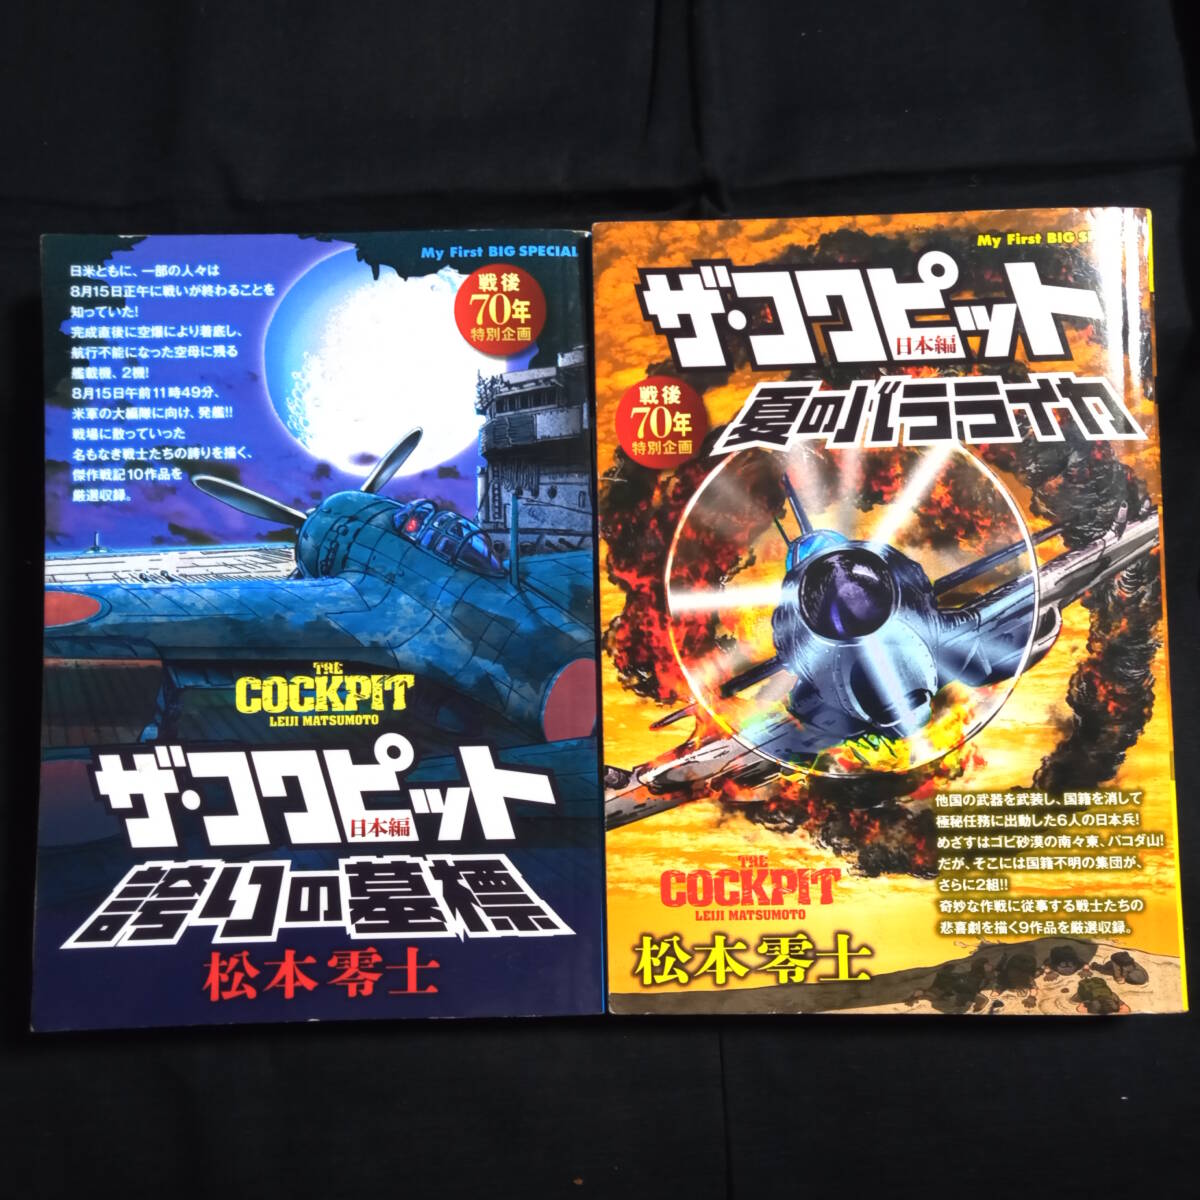 My First BIG SPECIAL
日米ともに、一部の人々は
8月15日正午に戦いが終わることを
知っていた!
完成直後に空爆により着底し、
航行不能になった空母に残る
艦載機、2機!
8月15日午前11時49分、
米軍の大編隊に向け、発艦!!
戦場に散っていった
名もなき戦士たちの誇りを描く、
傑作戦記10作品を
厳選収録。
戦後
70年
特別企画
THE
COCKPIT
LEIJI MATSUMOTO
ザ・コクピット
日本編
誇りの墓標
松本零士
My First BIG
ザ・コクピット
日本編
夏のバラライカ
戦後
70年
特別企画
他国の武器を武装し、国籍を消して
極秘任務に出動した6人の日本兵!
めざすはゴビ砂漠の南々東、パコダ山!
だが、そこには国籍不明の集団が、
さらに2組!!
奇妙な作戦に従事する戦士たちの
悲喜劇を描く9作品を厳選収録。
THE
COCKPIT
LEIJI MATSUMOTO
松本零士